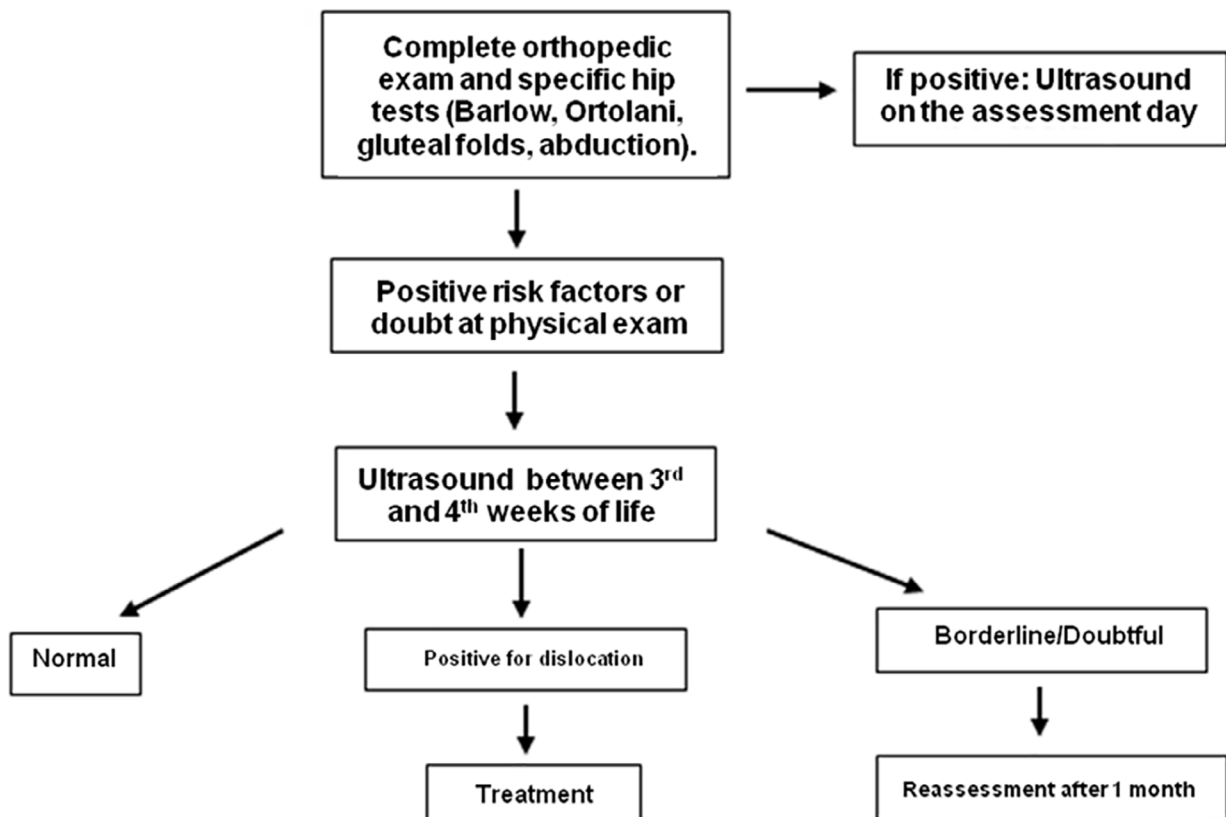 Complete orthopedic
exam and specific hip
tests (Barlow, Ortolani,
gluteal folds, abduction).
If positive: Ultrasound
on the assessment day
Positive risk factors or
doubt at physical exam
Ultrasound between 3rd
and 4th weeks of life
Normal
Positive for dislocation
Borderline/Doubtful
Treatment
Reassessment after 1 month